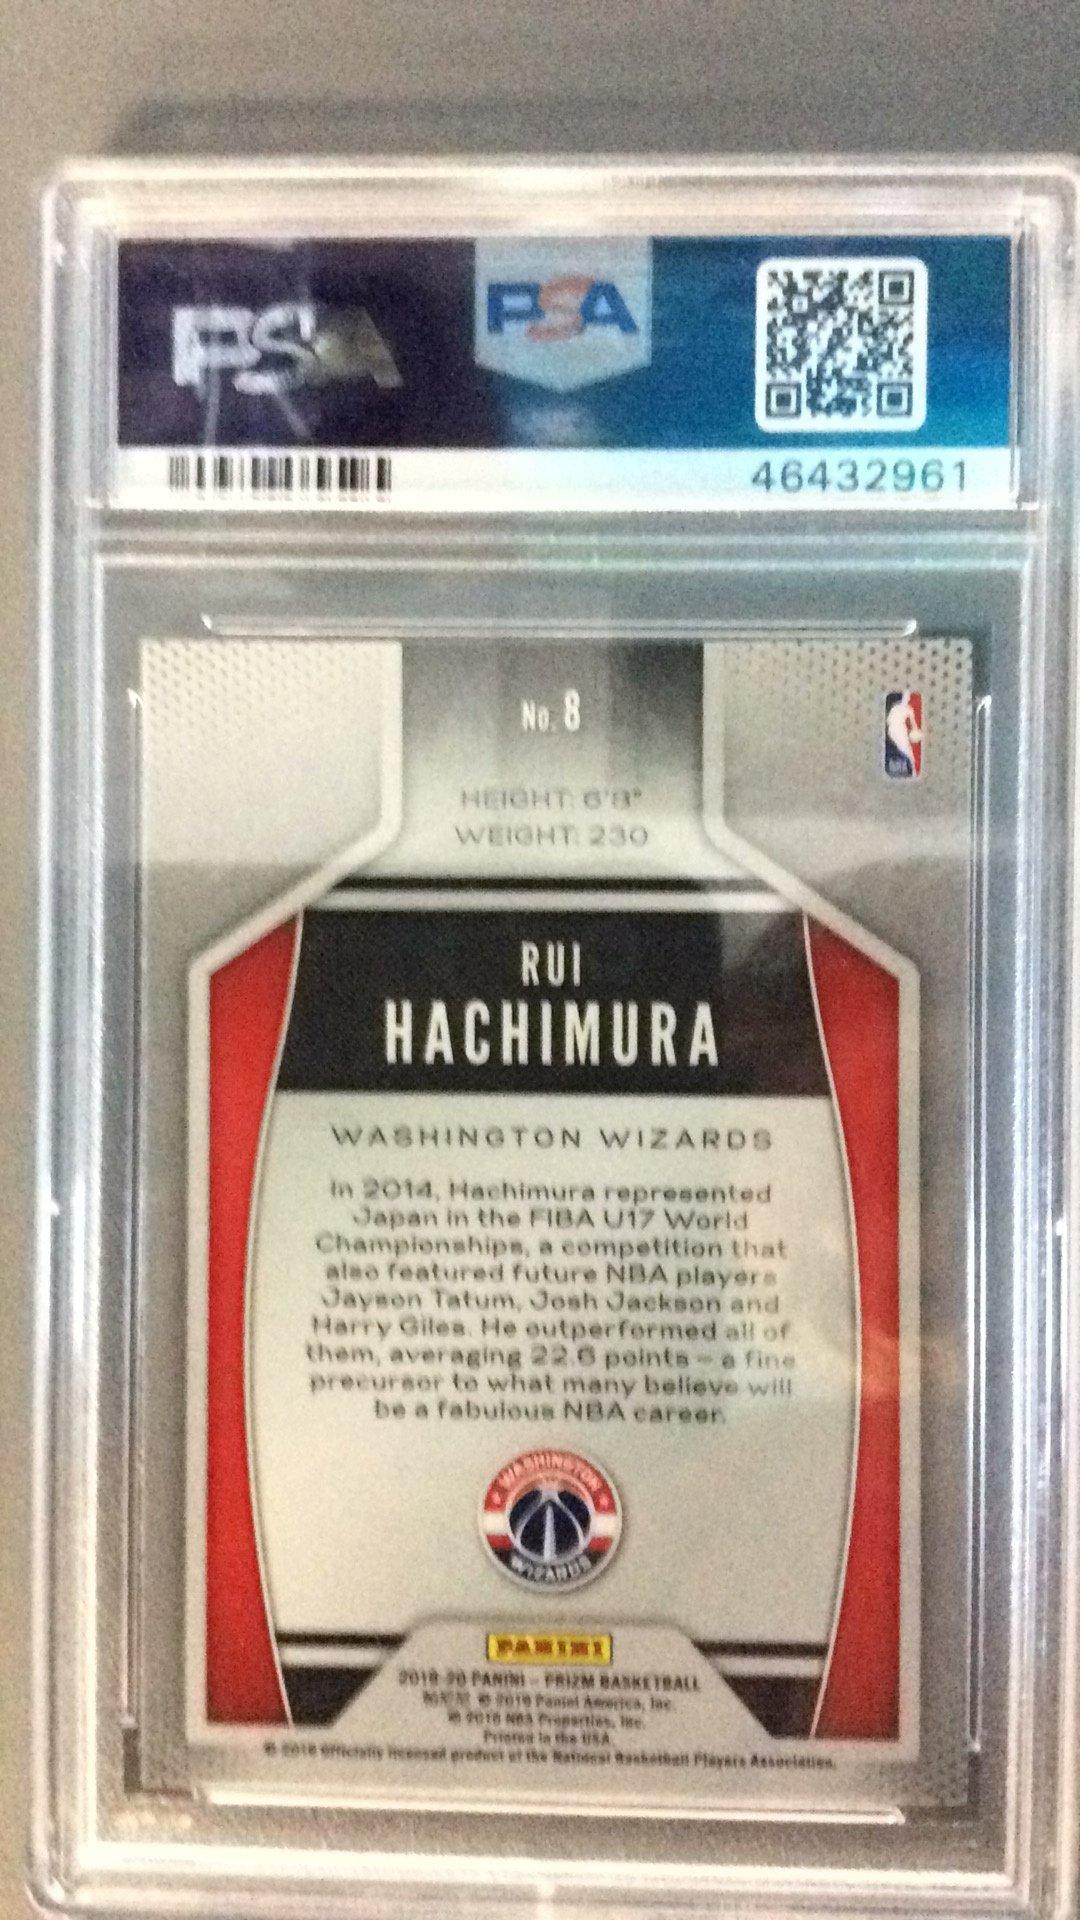 PSA
PSA
46432961
No. 8
HEIGHT: 6'8"
WEIGHT: 230
RUI
HACHIMURA
WASHINGTON WIZARDS
In 2014, Hachimura represented
Japan in the FIBA U17 World
Championships, a competition that
also featured future NBA players
Jayson Tatum, Josh Jackson and
Harry Giles. He outperformed all of
them, averaging 22.6 points – a fine
precursor to what many believe will
be a fabulous NBA career.
WASHINGTON
WIZARDS
PANINI
2019-20 PANINI – PRIZM BASKETBALL
© 2019 Panini America, Inc.
© 2019 NBA Properties, Inc.
Printed in the USA
© 2019 Officially licensed product of the National Basketball Players Association.